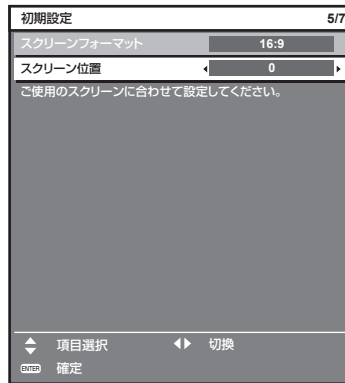 初期設定 5/7
スクリーンフォーマット 16:9
スクリーン位置 0
ご使用のスクリーンに合わせて設定してください。
項目選択 切換
ENTER 確定